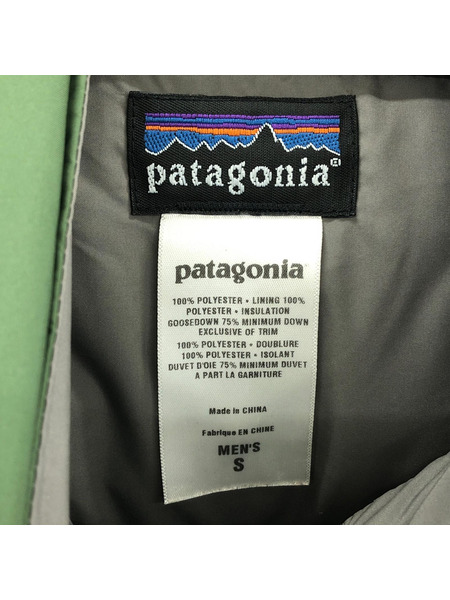 patagonia®
patagonia®
100% POLYESTER • LINING 100%
POLYESTER • INSULATION
GOOSEDOWN 75% MINIMUM DOWN
EXCLUSIVE OF TRIM
100% POLYESTER • DOUBLURE
100% POLYESTER • ISOLANT
DUVET D'OIE 75% MINIMUM DUVET
A PART LA GARNITURE
Made in CHINA
Fabrique EN CHINE
MEN'S
S